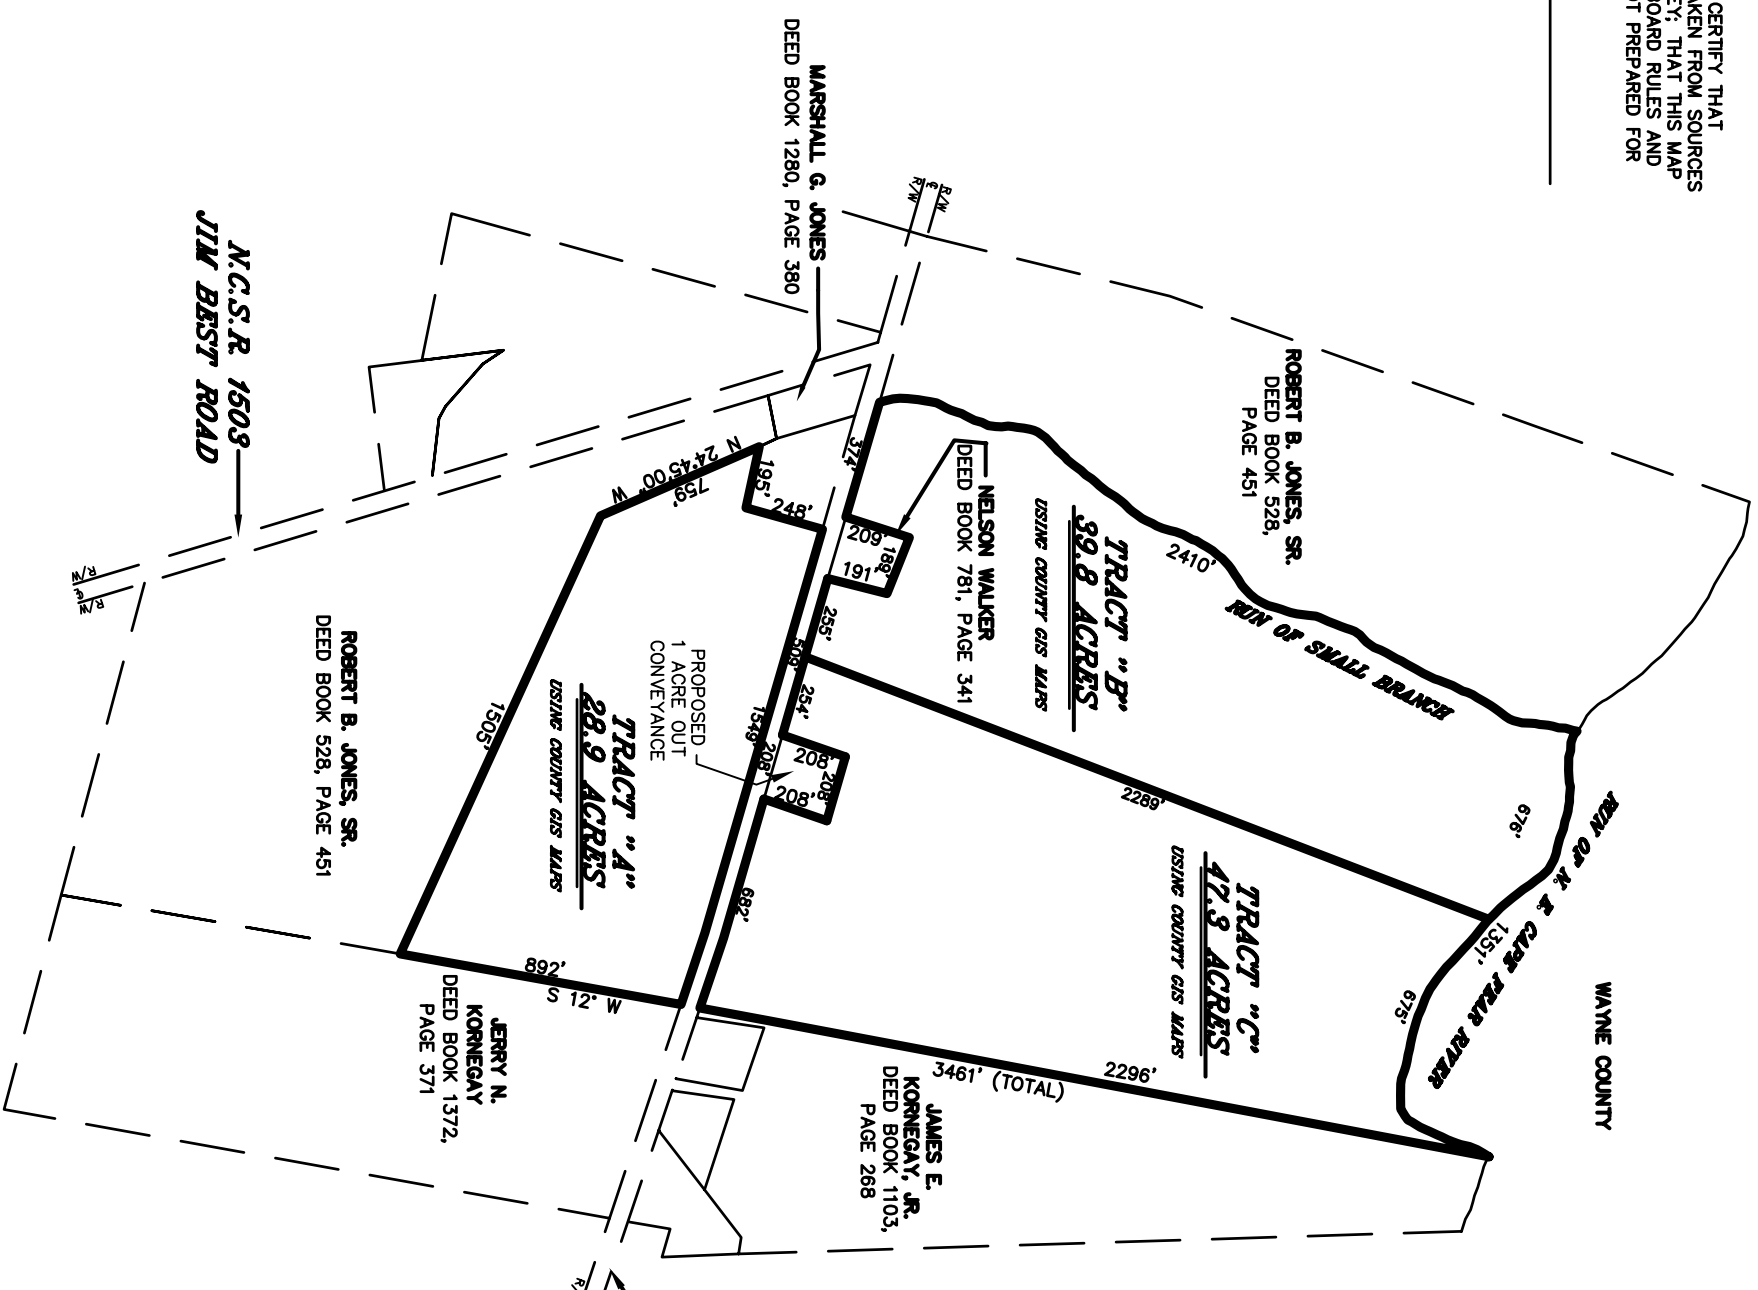 CERTIFY THAT
AKEN FROM SOURCES
EY; THAT THIS MAP
BOARD RULES AND
OT PREPARED FOR
MARSHALL G. JONES
DEED BOOK 1280, PAGE 380
R/W
R/W
N.C.S.R. 1503
JIM BEST ROAD
R/W
R/W
ROBERT B. JONES, SR.
DEED BOOK 528,
PAGE 451
NELSON WALKER
DEED BOOK 781, PAGE 341
TRACT "B"
39.8 ACRES
USING COUNTY GIS MAPS
2410'
RUN OF SMALL BRANCH
374'
209'
189'
191'
255'
509'
254'
208'
208'
208'
208'
682'
1549'
N 24°45'00" W
759'
195'
248'
1505'
PROPOSED
1 ACRE OUT
CONVEYANCE
TRACT "A"
28.9 ACRES
USING COUNTY GIS MAPS
ROBERT B. JONES, SR.
DEED BOOK 528, PAGE 451
892'
S 12° W
JERRY N.
KORNEGAY
DEED BOOK 1372,
PAGE 371
2289'
TRACT "C"
47.3 ACRES
USING COUNTY GIS MAPS
676'
1351'
675'
RUN OF N. E. CAPE FEAR RIVER
WAYNE COUNTY
2296'
3461' (TOTAL)
JAMES E.
KORNEGAY, JR.
DEED BOOK 1103,
PAGE 268